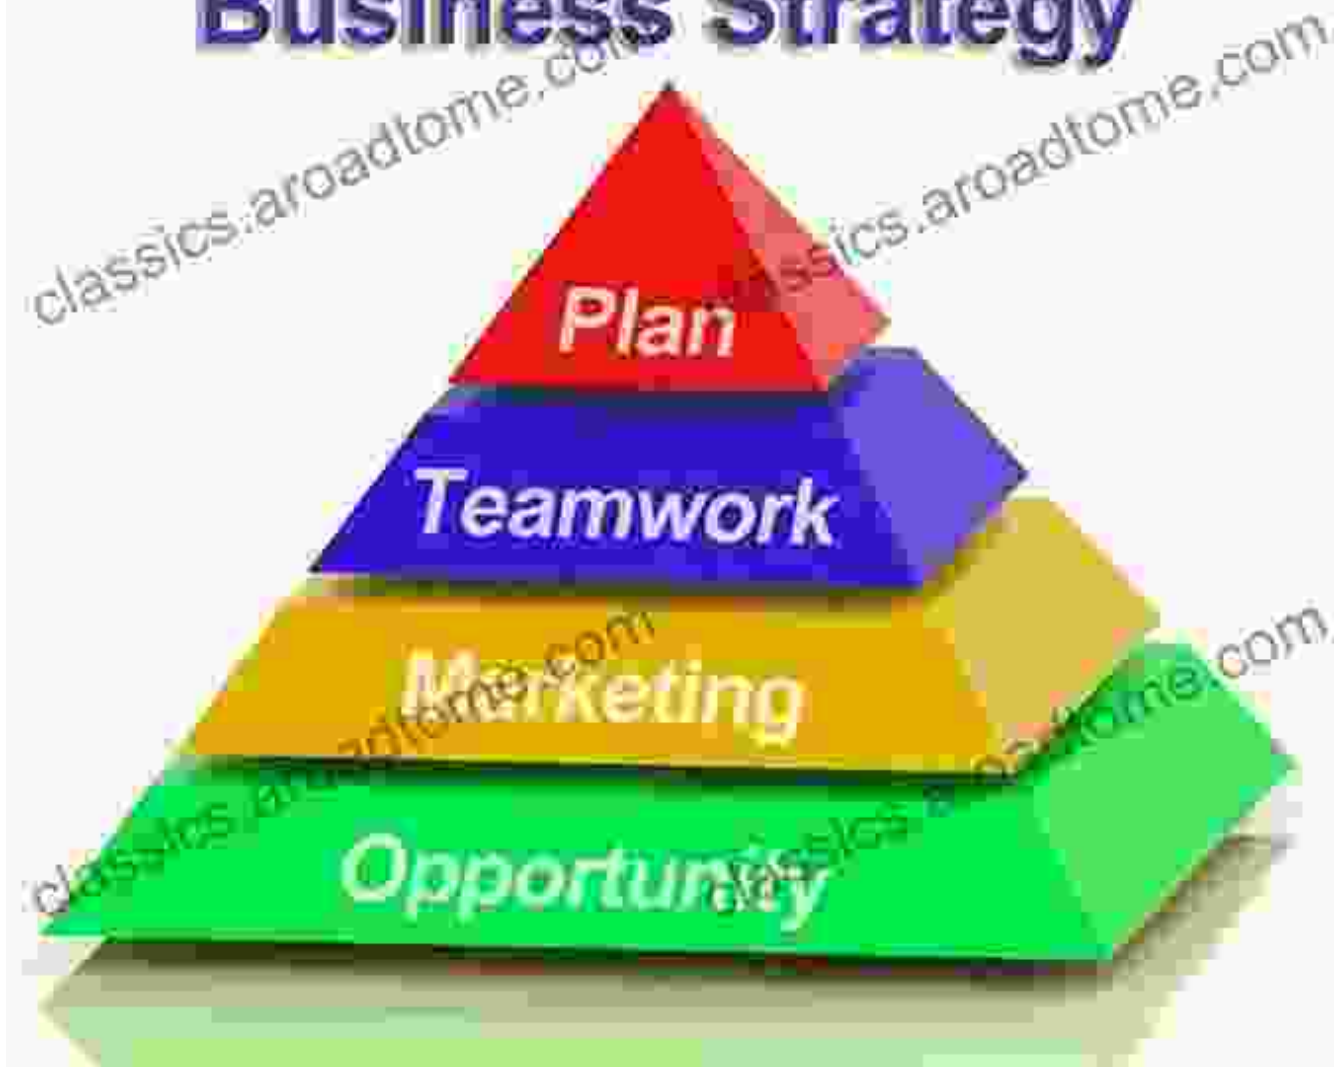 Business Strategy
classics.aroadtome.com
classics.aroadtome.com
Plan
Teamwork
Marketing
classics.aroadtome.com
classics.aroadtome.com
Opportunity